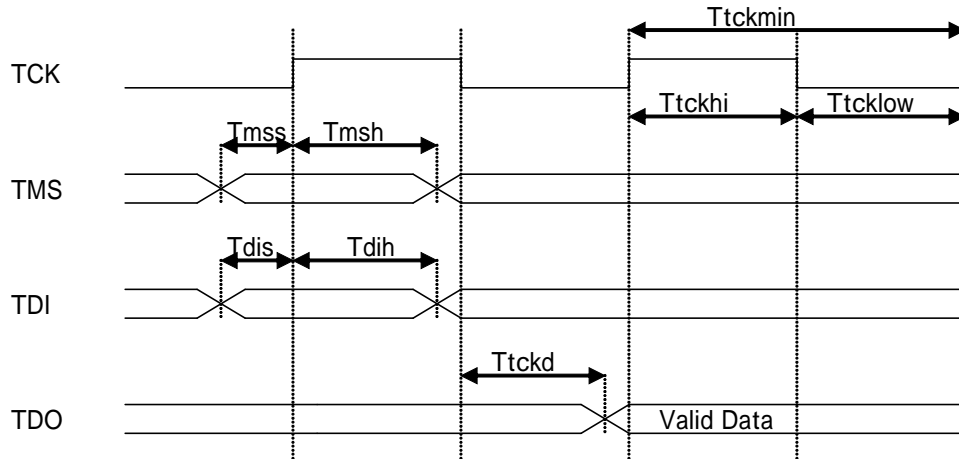 Ttckmin
TCK
Ttckhi Ttcklow
Tmss Tmsh
TMS
Tdis Tdih
TDI
Ttckd
TDO Valid Data